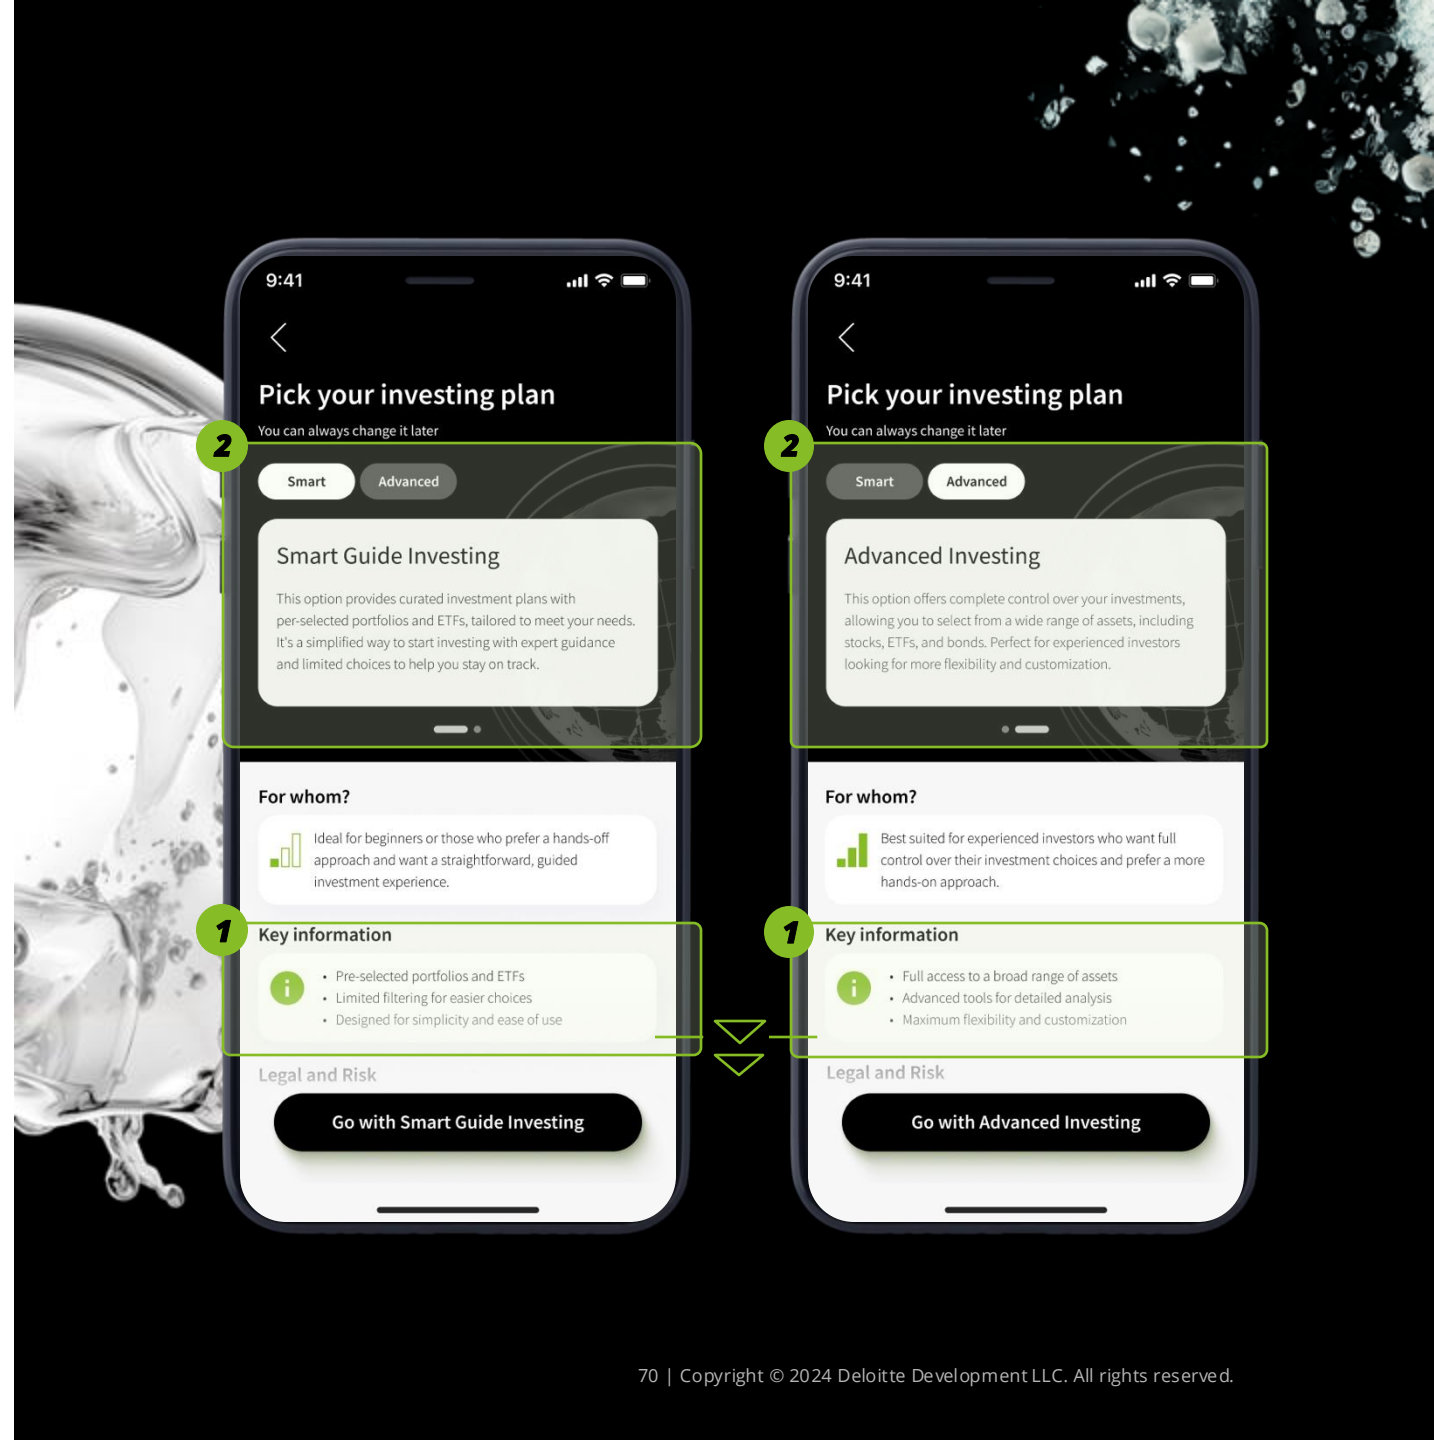 9:41
Pick your investing plan
You can always change it later
2
Smart
Advanced
Smart Guide Investing
This option provides curated investment plans with
per-selected portfolios and ETFs, tailored to meet your needs.
It's a simplified way to start investing with expert guidance
and limited choices to help you stay on track.
For whom?
Ideal for beginners or those who prefer a hands-off
approach and want a straightforward, guided
investment experience.
1
Key information
i
• Pre-selected portfolios and ETFs
• Limited filtering for easier choices
• Designed for simplicity and ease of use
Legal and Risk
Go with Smart Guide Investing
9:41
Pick your investing plan
You can always change it later
2
Smart
Advanced
Advanced Investing
This option offers complete control over your investments,
allowing you to select from a wide range of assets, including
stocks, ETFs, and bonds. Perfect for experienced investors
looking for more flexibility and customization.
For whom?
Best suited for experienced investors who want full
control over their investment choices and prefer a more
hands-on approach.
1
Key information
i
• Full access to a broad range of assets
• Advanced tools for detailed analysis
• Maximum flexibility and customization
Legal and Risk
Go with Advanced Investing
70 | Copyright © 2024 Deloitte Development LLC. All rights reserved.